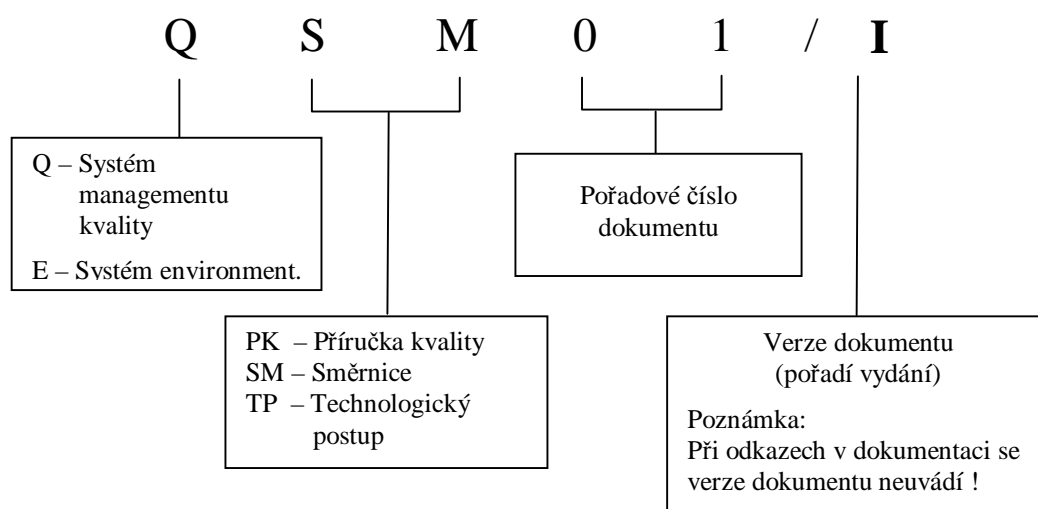 Q S M 0 1 / I
Q – Systém
managementu
kvality
E – Systém environment.
Pořadové číslo
dokumentu
PK – Příručka kvality
SM – Směrnice
TP – Technologický
postup
Verze dokumentu
(pořadí vydání)
Poznámka:
Při odkazech v dokumentaci se
verze dokumentu neuvádí !